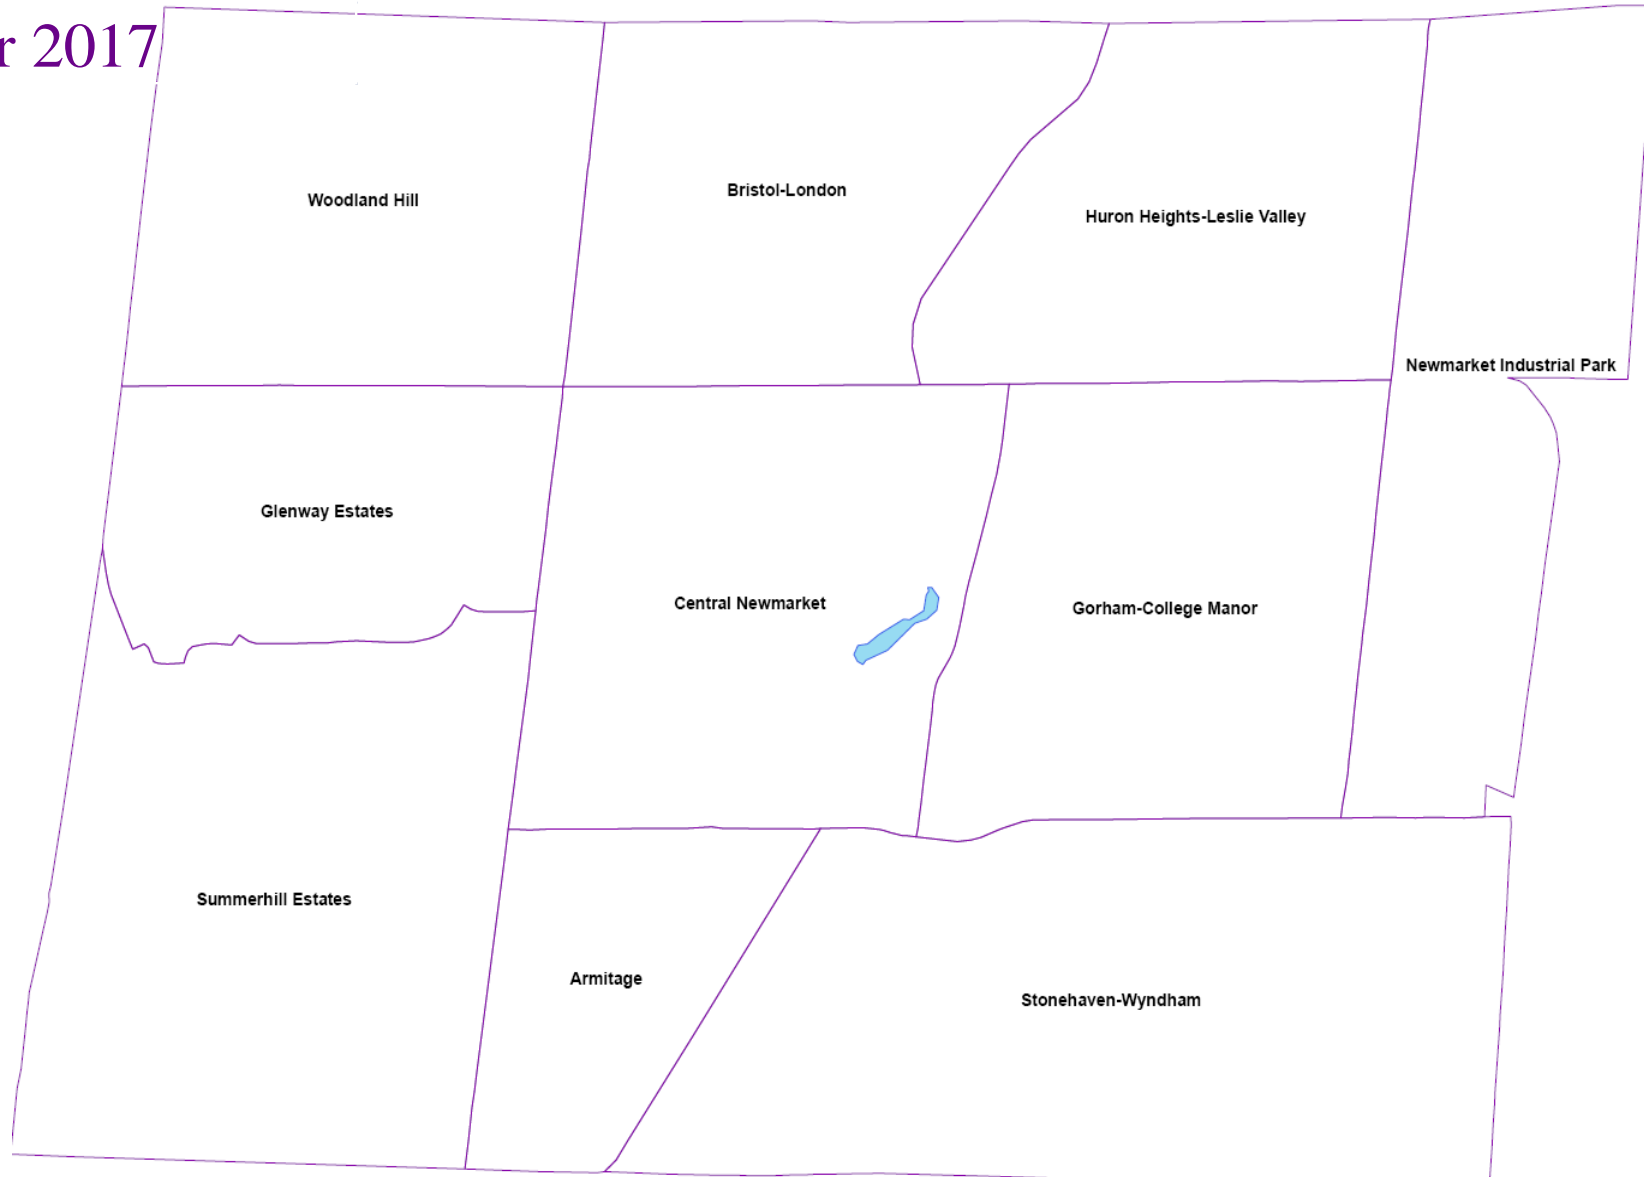 r 2017
Woodland Hill
Bristol-London
Huron Heights-Leslie Valley
Newmarket Industrial Park
Glenway Estates
Central Newmarket
Gorham-College Manor
Summerhill Estates
Armitage
Stonehaven-Wyndham